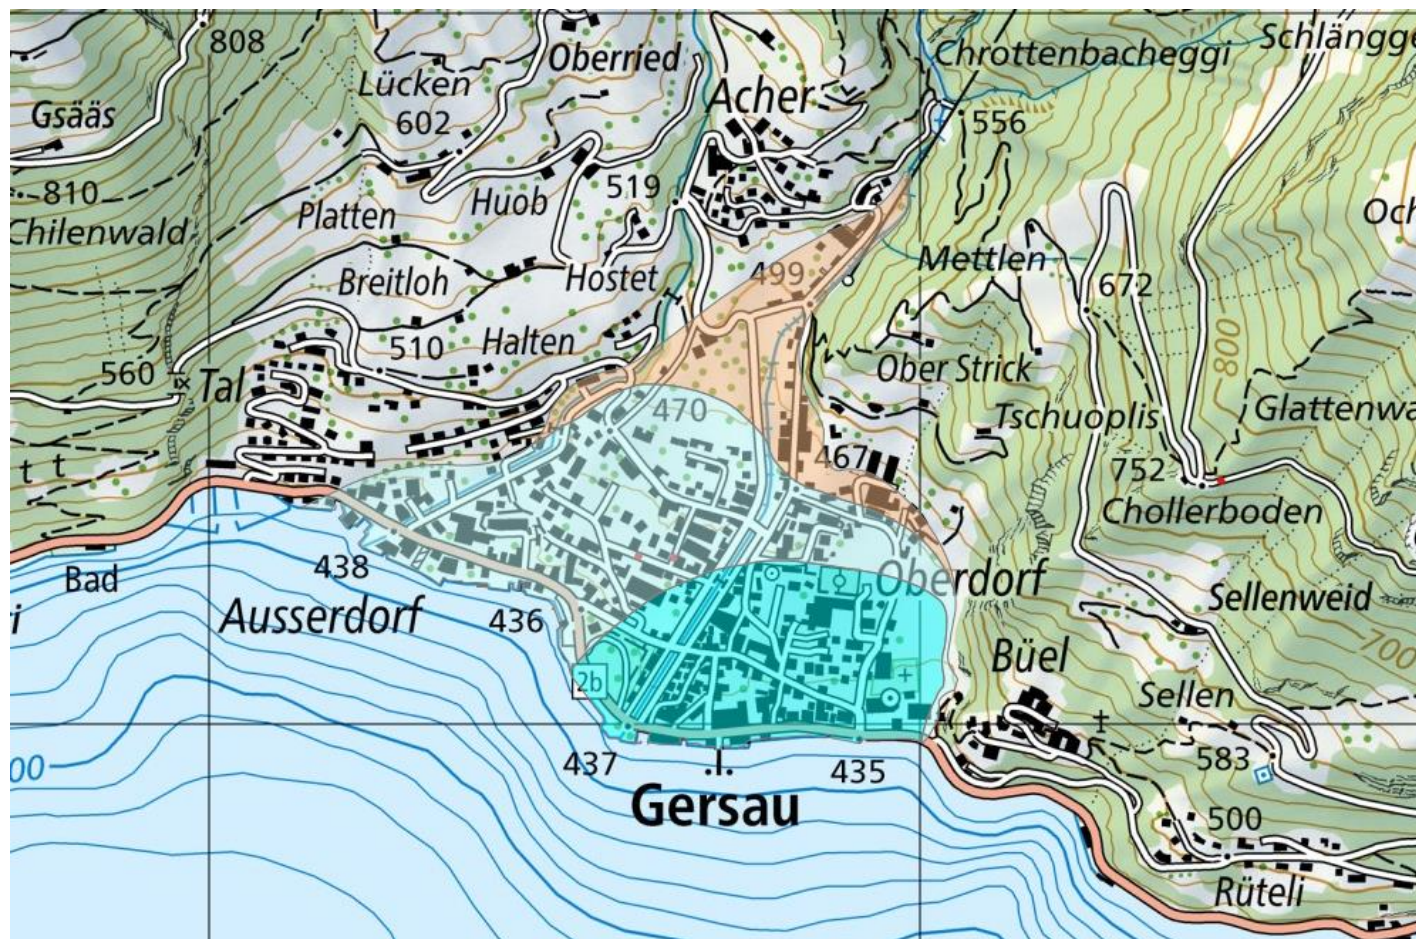 808
Oberried
Chrottenbacheggi
Schlängge
Lücken
Gsääs
602
Acher
556
810
519
Huob
Platten
Och
Chilenwald
Breitloh
Hostet
499
Mettlen
672
Halten
510
560
Tal
470
Ober Strick
800
Tschuoplis
Glattenwa
t t
467
752
Chollerboden
Bad
438
Ausserdorf
436
Oberdorf
Sellenweid
700
i
2b
Büel
Sellen
00
437
435
583
Gersau
500
Rüteli